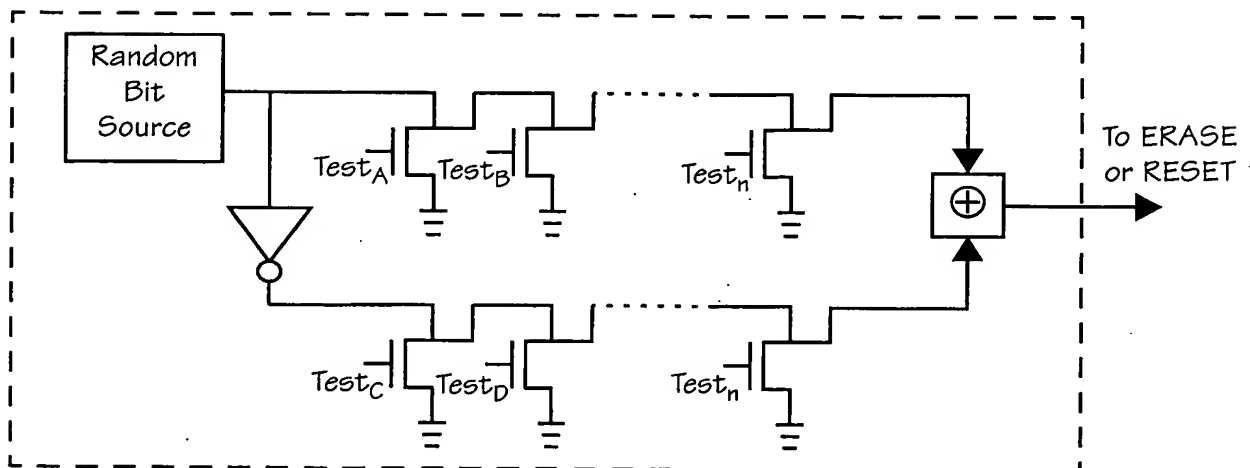 Random
Bit
Source
Test_A
Test_B
Test_n
To ERASE
or RESET
Test_C
Test_D
Test_n